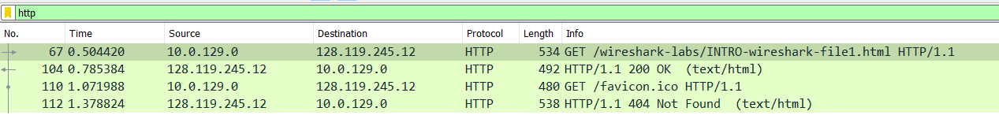 http
No. Time Source Destination Protocol Length Info
67 0.504420 10.0.129.0 128.119.245.12 HTTP 534 GET /wireshark-labs/INTRO-wireshark-file1.html HTTP/1.1
104 0.785384 128.119.245.12 10.0.129.0 HTTP 492 HTTP/1.1 200 OK (text/html)
110 1.071988 10.0.129.0 128.119.245.12 HTTP 480 GET /favicon.ico HTTP/1.1
112 1.378824 128.119.245.12 10.0.129.0 HTTP 538 HTTP/1.1 404 Not Found (text/html)